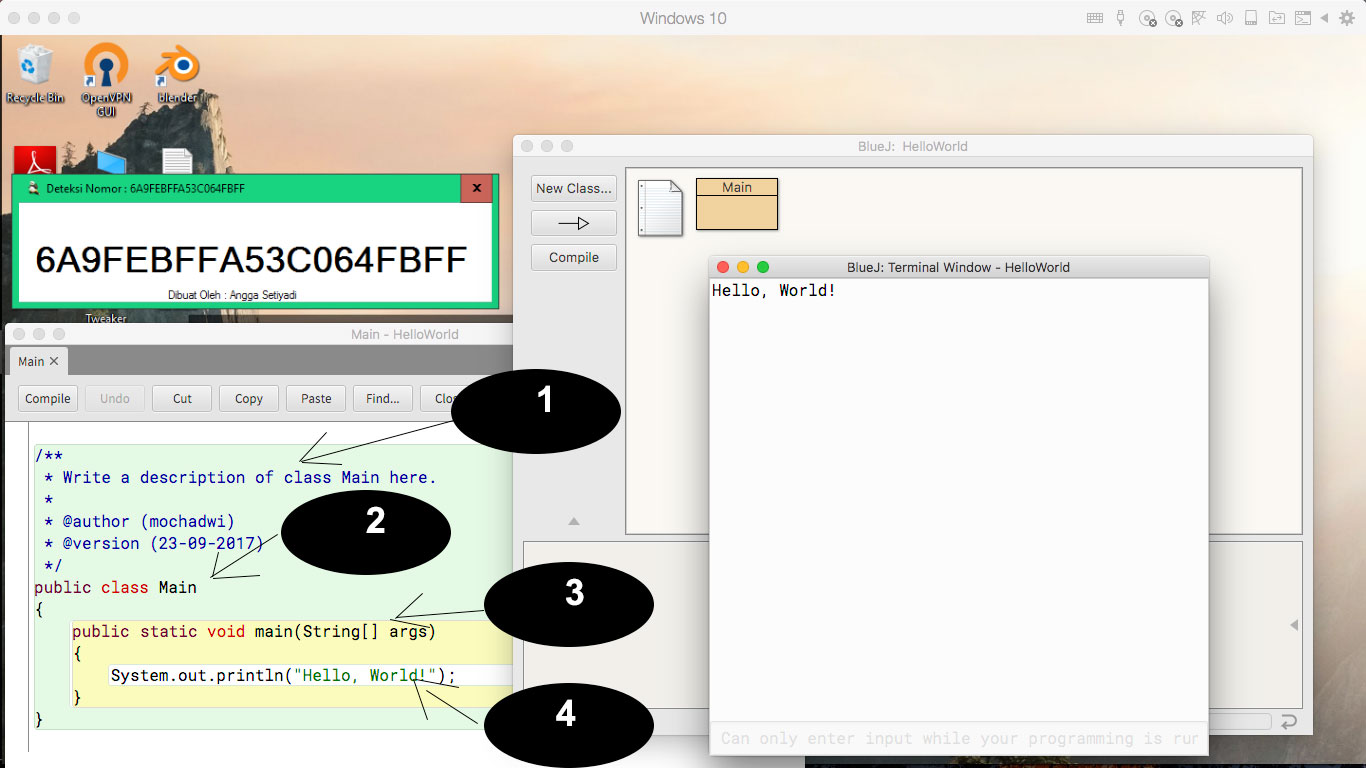 Windows 10
Recycle Bin
OpenVPN
GUI
blender
Deteksi Nomor : 6A9FEBFFA53C064FBFF
x
6A9FEBFFA53C064FBFF
Dibuat Oleh : Angga Setiyadi
Tweaker
BlueJ: HelloWorld
New Class...
Compile
Main
BlueJ: Terminal Window - HelloWorld
Hello, World!
Can only enter input while your programming is run
Main - HelloWorld
Main ×
Compile
Undo
Cut
Copy
Paste
Find...
Clo
1
/**
* Write a description of class Main here.
*
* @author (mochadwi)
* @version (23-09-2017)
*/
2
public class Main
{
3
public static void main(String[] args)
{
System.out.println("Hello, World!");
}
4
}